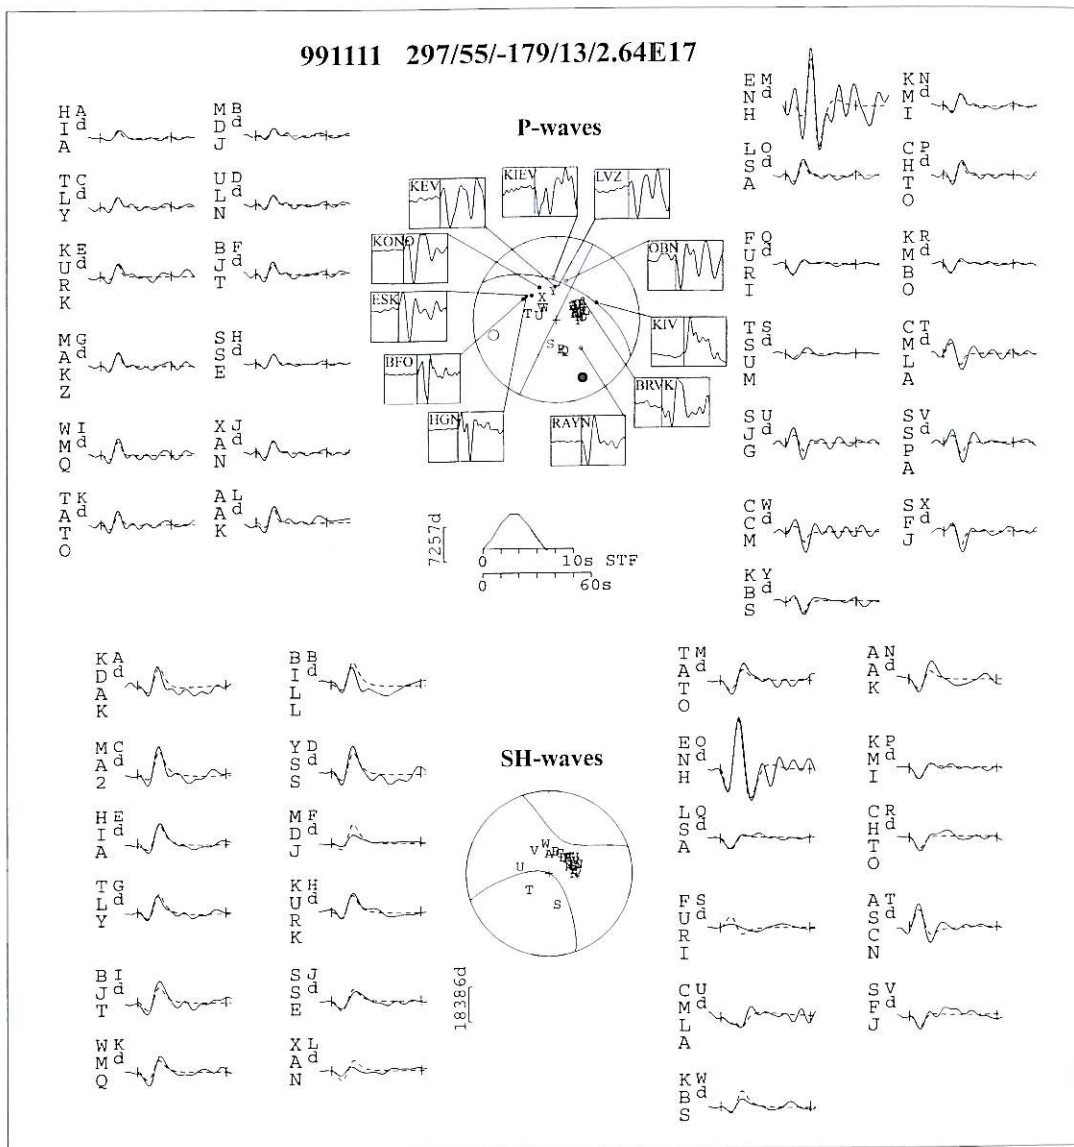 991111 297/55/-179/13/2.64E17
P-waves
HIA A d
MDJ B d
TLY C d
ULN D d
KURK E d
BJT F d
MAKZ G d
SSE H d
WMQ I d
XAN J d
TATO K d
AAK L d
KEV
KIEV
LVZ
KONO
OBN
ESK
KIV
BFO
BRVK
HGN
RAYN
X
Y
W
T U
S
+
7257d
0 10s STF
0 60s
ENH M d
KMI N d
LSA O d
CHTO P d
FURI Q d
KMBO R d
TSUM S d
CMLA T d
SJG U d
SSPA V d
CCM W d
SFJ X d
KBS Y d
SH-waves
KDAK A d
BILL B d
MA2 C d
YSS D d
HIA E d
MDJ F d
TLY G d
KURK H d
BJT I d
SSE J d
WMQ K d
XAN L d
V W
A
U
T
S
18386d
TATO M d
AAK N d
ENH O d
KMI P d
LSA Q d
CHTO R d
FURI S d
ASCN T d
CMLA U d
SFJ V d
KBS W d